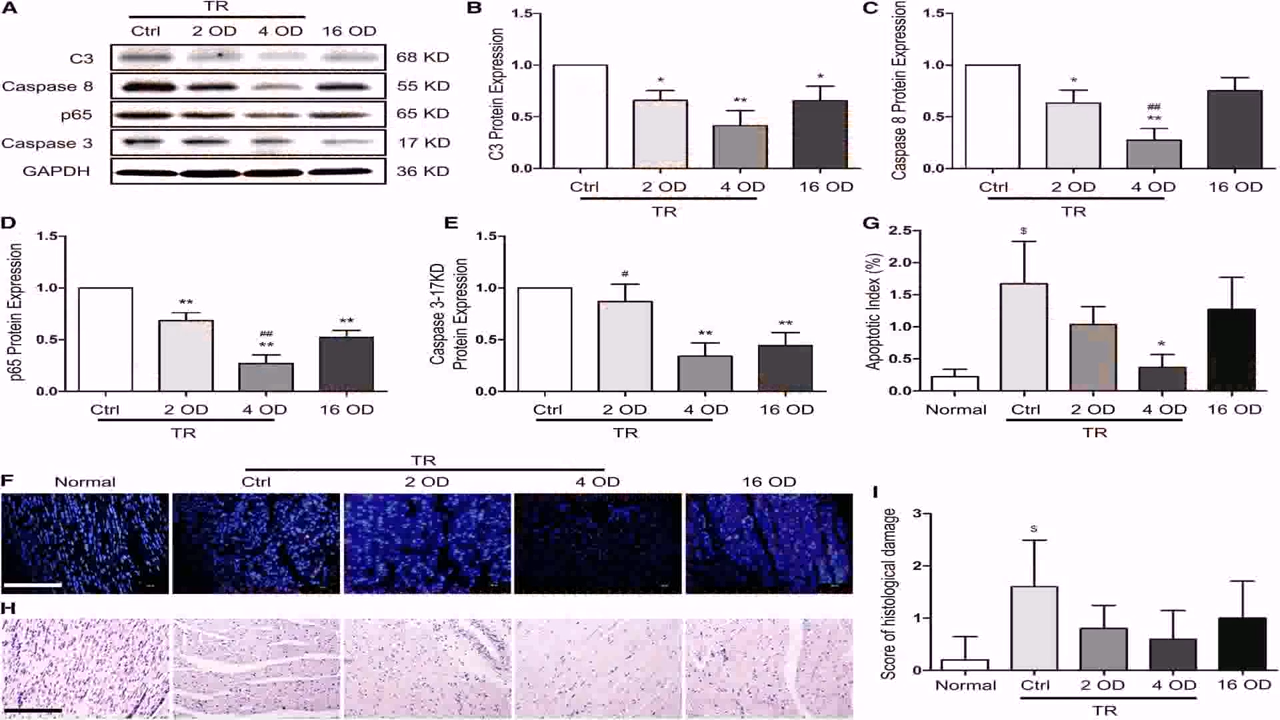 A
TR
Ctrl 2 OD 4 OD 16 OD
C3 68 KD
Caspase 8 55 KD
p65 65 KD
Caspase 3 17 KD
GAPDH 36 KD
B
C3 Protein Expression
1.5
1.0
0.5
0.0
*
**
*
Ctrl 2 OD 4 OD 16 OD
TR
C
Caspase 8 Protein Expression
1.5
1.0
0.5
0.0
*
##
**
Ctrl 2 OD 4 OD 16 OD
TR
D
p65 Protein Expression
1.5
1.0
0.5
0.0
**
##
**
**
Ctrl 2 OD 4 OD 16 OD
TR
E
Caspase 3-17KD
Protein Expression
1.5
1.0
0.5
0.0
#
**
**
Ctrl 2 OD 4 OD 16 OD
TR
G
Apoptotic Index (%)
2.5
2.0
1.5
1.0
0.5
0.0
$
*
Normal Ctrl 2 OD 4 OD 16 OD
TR
F
TR
Normal Ctrl 2 OD 4 OD 16 OD
H
I
Score of histological damage
3
2
1
0
$
Normal Ctrl 2 OD 4 OD 16 OD
TR